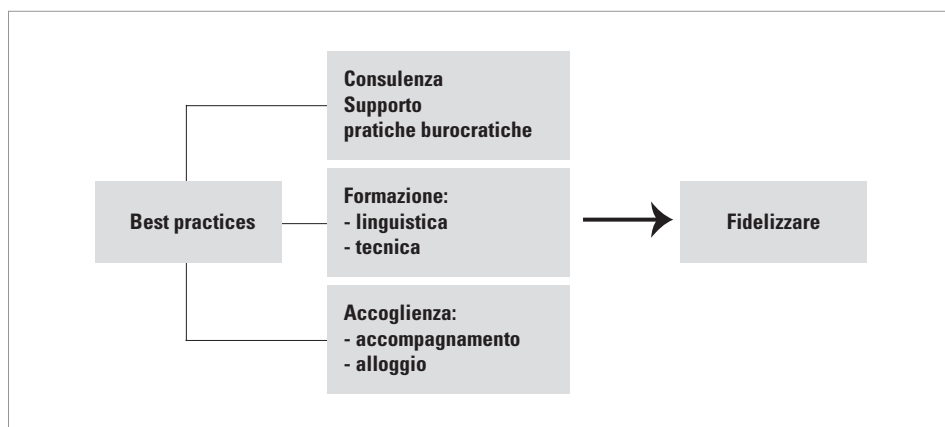 Consulenza
Supporto
pratiche burocratiche
Best practices
Formazione:
- linguistica
- tecnica
Fidelizzare
Accoglienza:
- accompagnamento
- alloggio